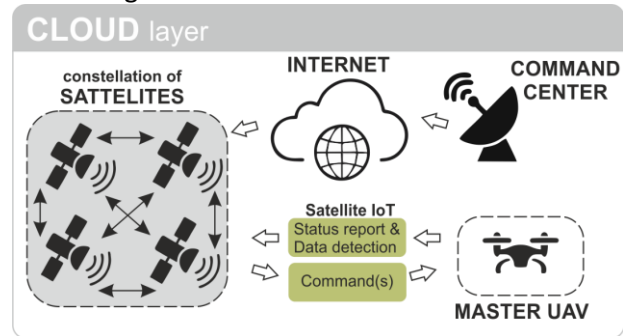 CLOUD layer
constellation of
SATTELITES
INTERNET
COMMAND
CENTER
Satellite IoT
Status report &
Data detection
Command(s)
MASTER UAV